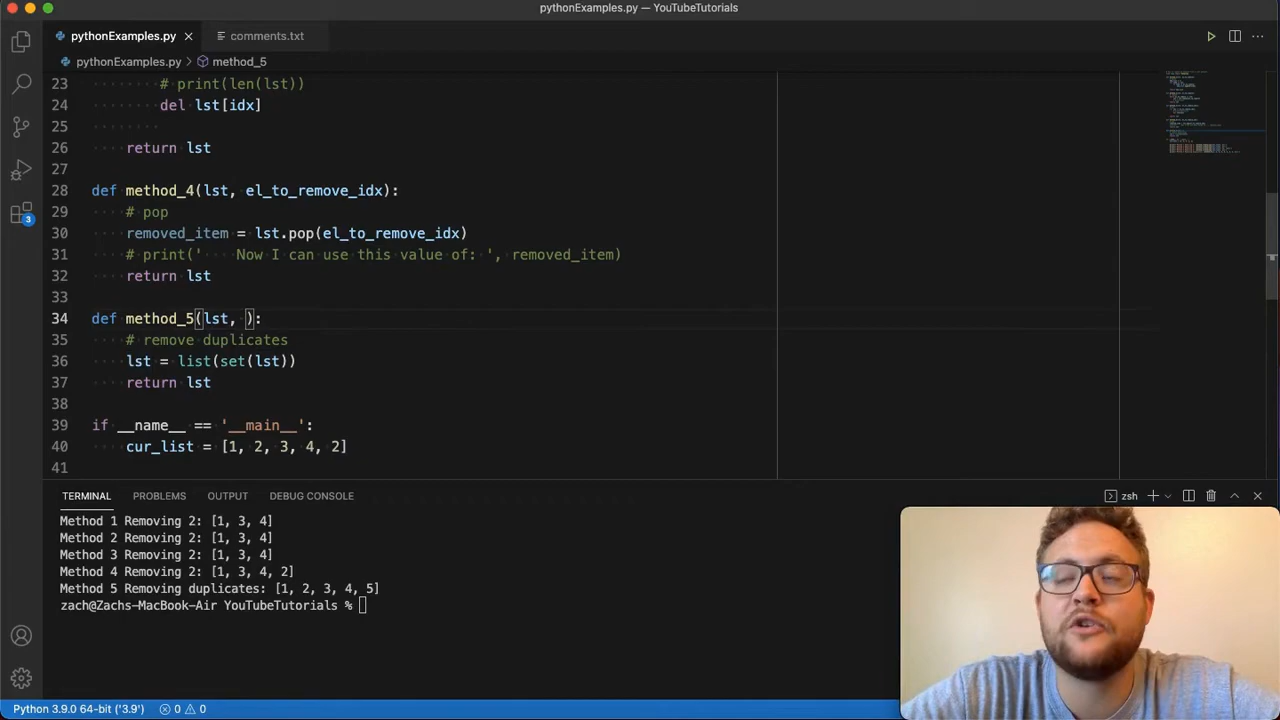 pythonExamples.py — YouTubeTutorials
pythonExamples.py
comments.txt
pythonExamples.py > method_5
23 # print(len(lst))
24 del lst[idx]
25
26 return lst
27
28 def method_4(lst, el_to_remove_idx):
29 # pop
30 removed_item = lst.pop(el_to_remove_idx)
31 # print('    Now I can use this value of: ', removed_item)
32 return lst
33
34 def method_5(lst, ):
35 # remove duplicates
36 lst = list(set(lst))
37 return lst
38
39 if __name__ == '__main__':
40 cur_list = [1, 2, 3, 4, 2]
41
3
TERMINAL PROBLEMS OUTPUT DEBUG CONSOLE
zsh
Method 1 Removing 2: [1, 3, 4]
Method 2 Removing 2: [1, 3, 4]
Method 3 Removing 2: [1, 3, 4]
Method 4 Removing 2: [1, 3, 4, 2]
Method 5 Removing duplicates: [1, 2, 3, 4, 5]
zach@Zachs-MacBook-Air YouTubeTutorials %
Python 3.9.0 64-bit ('3.9') 0 0